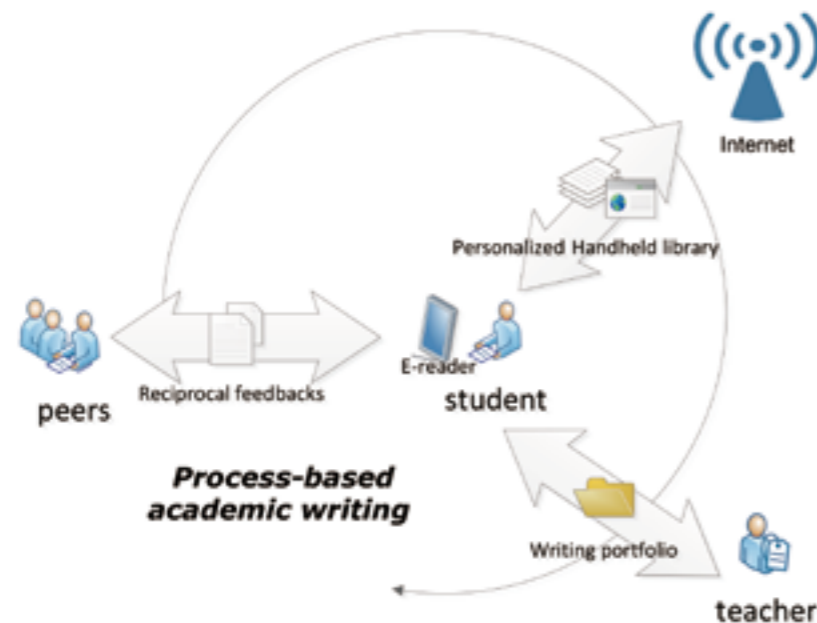 Internet
Personalized Handheld library
E-reader
student
Reciprocal feedbacks
peers
Process-based
academic writing
Writing portfolio
teacher